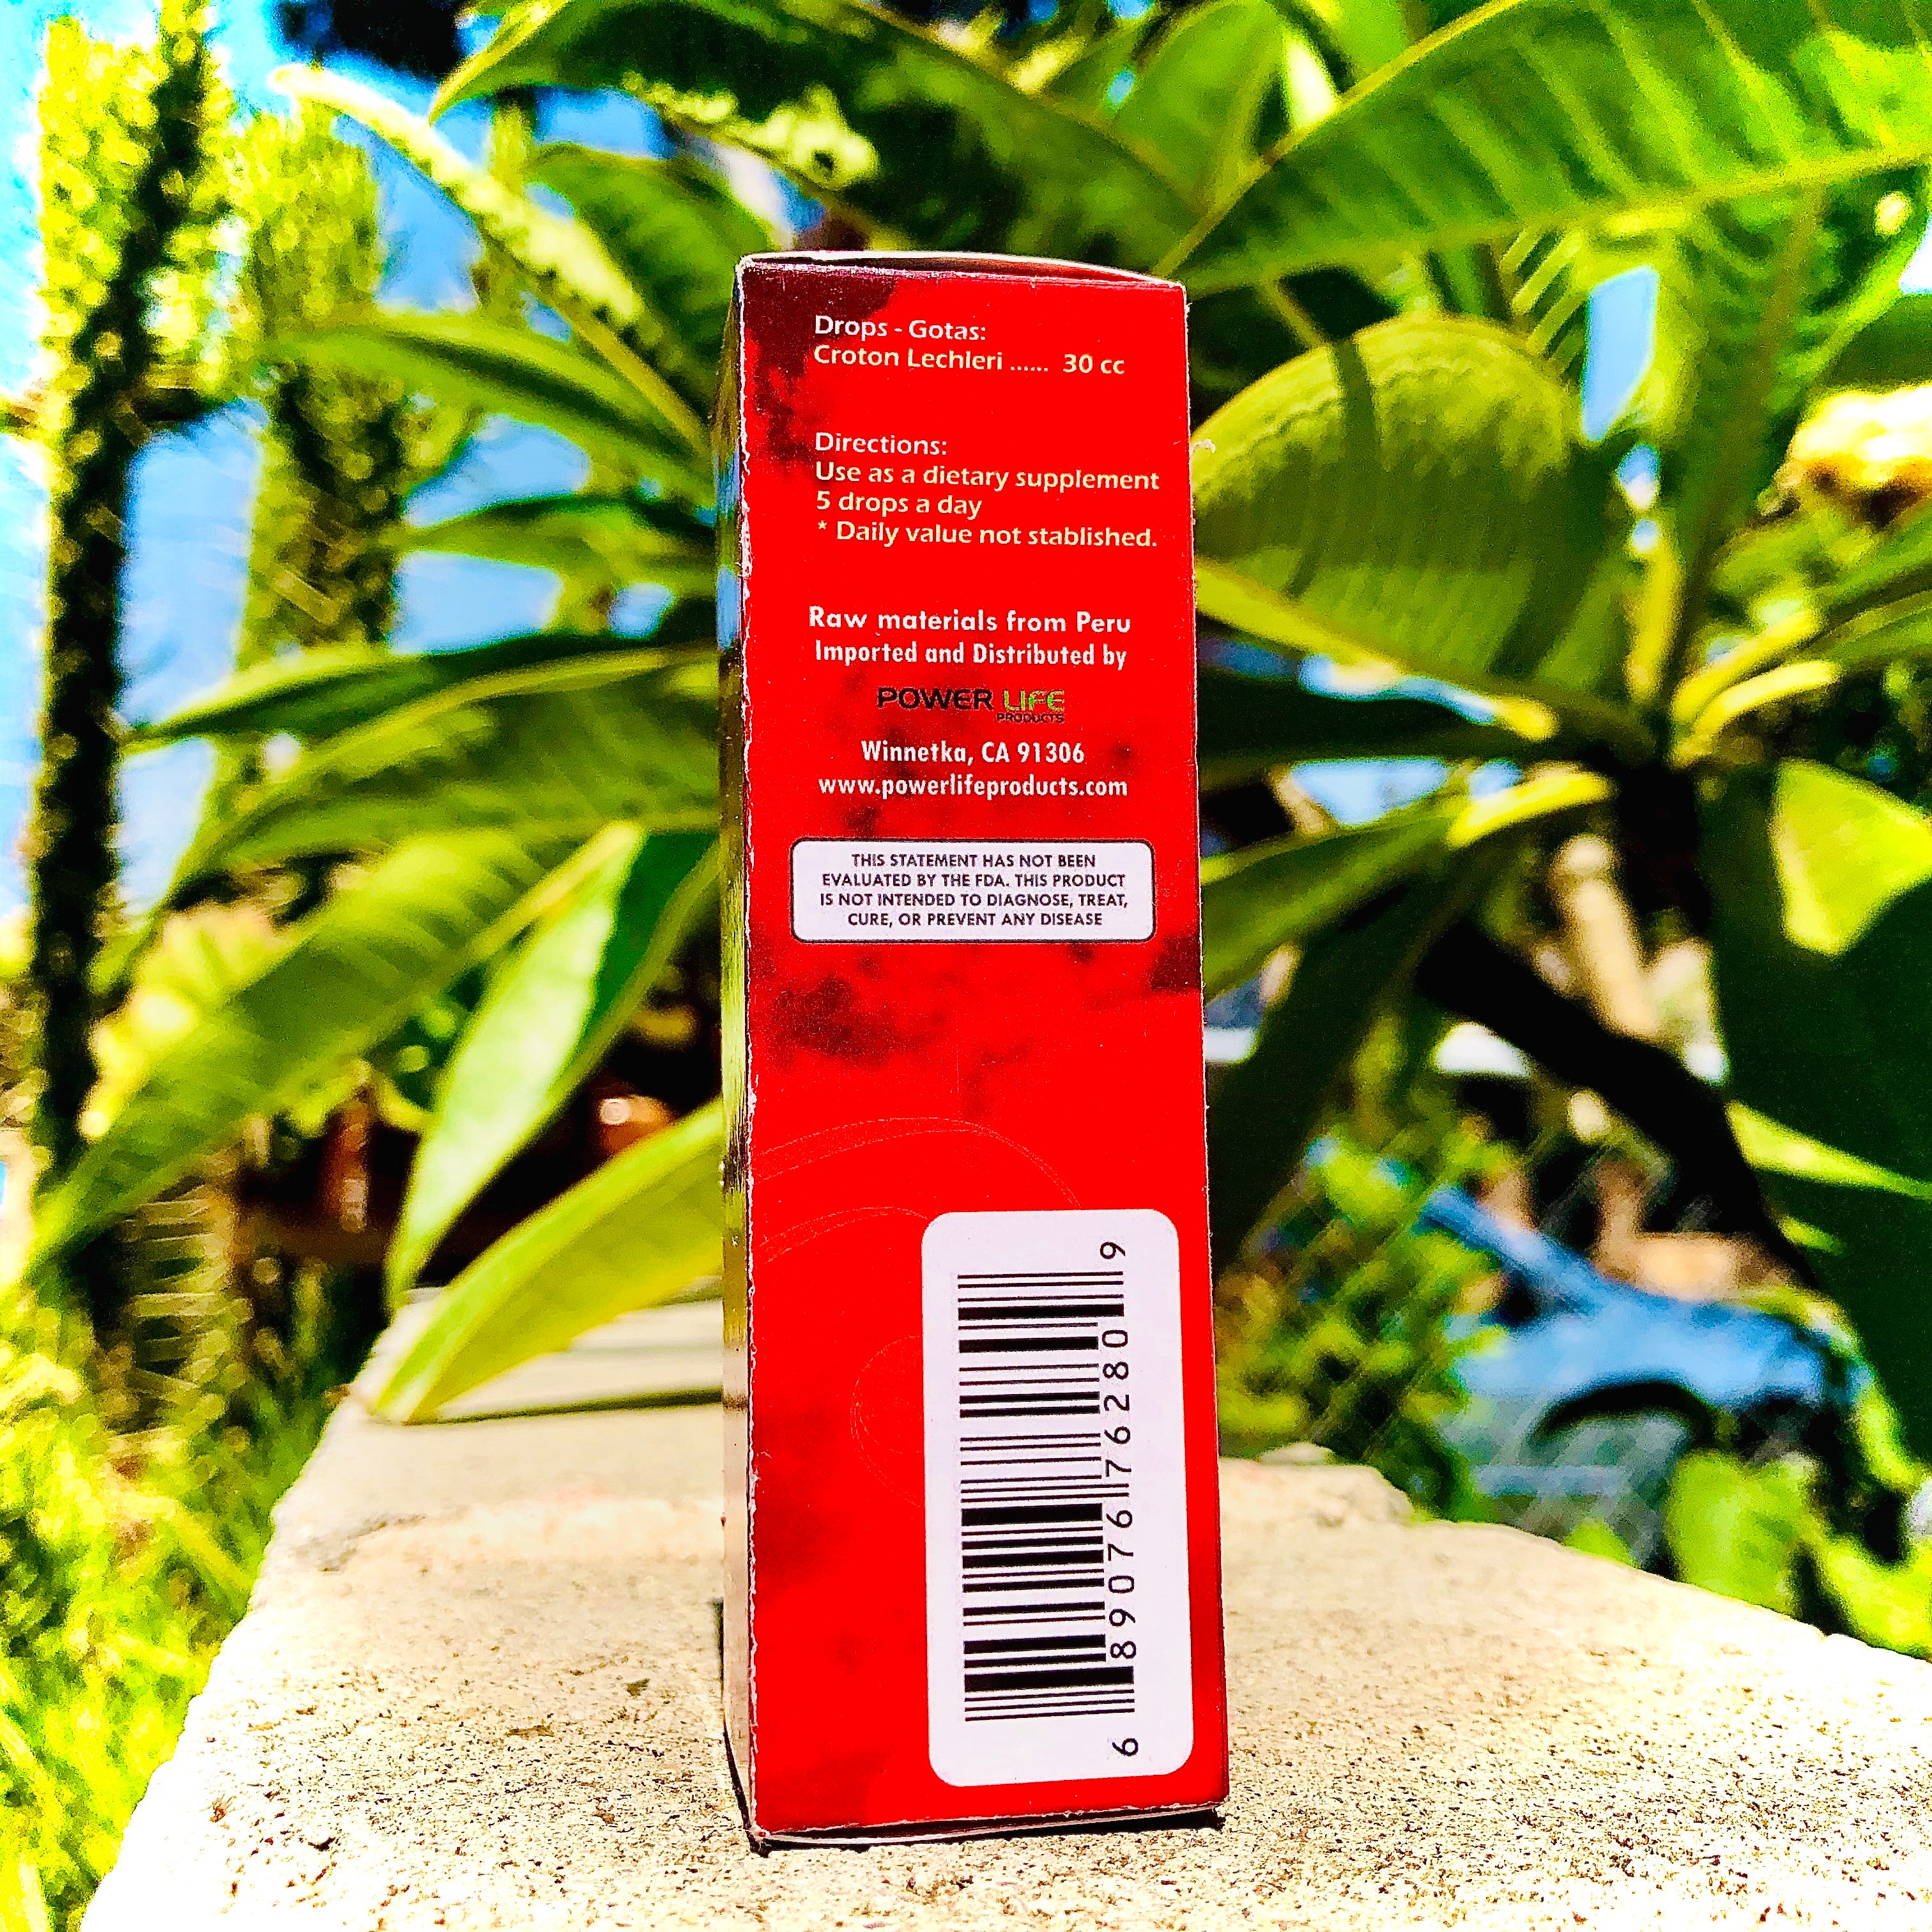 Drops - Gotas:
Croton Lechleri ...... 30 cc
Directions:
Use as a dietary supplement
5 drops a day
* Daily value not stablished.
Raw materials from Peru
Imported and Distributed by
POWER LIFE
PRODUCTS
Winnetka, CA 91306
www.powerlifeproducts.com
THIS STATEMENT HAS NOT BEEN
EVALUATED BY THE FDA. THIS PRODUCT
IS NOT INTENDED TO DIAGNOSE, TREAT,
CURE, OR PREVENT ANY DISEASE
6 89076 76280 9